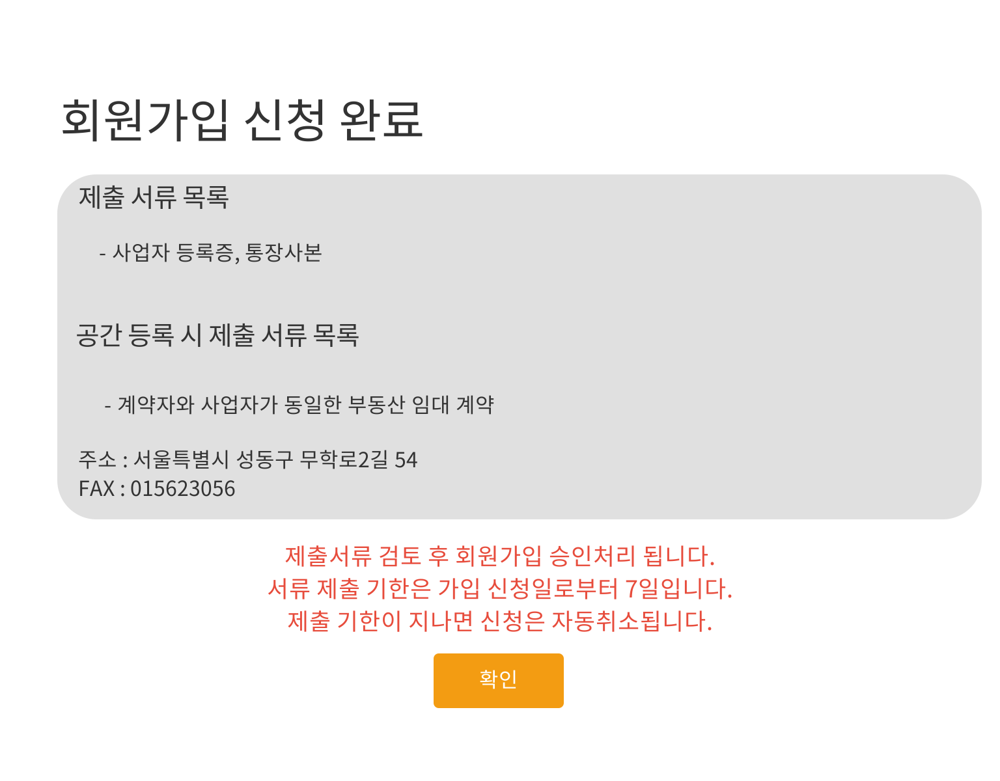 회원가입 신청 완료
제출 서류 목록
- 사업자 등록증, 통장사본
공간 등록 시 제출 서류 목록
- 계약자와 사업자가 동일한 부동산 임대 계약
주소 : 서울특별시 성동구 무학로2길 54
FAX : 015623056
제출서류 검토 후 회원가입 승인처리 됩니다.
서류 제출 기한은 가입 신청일로부터 7일입니다.
제출 기한이 지나면 신청은 자동취소됩니다.
확인